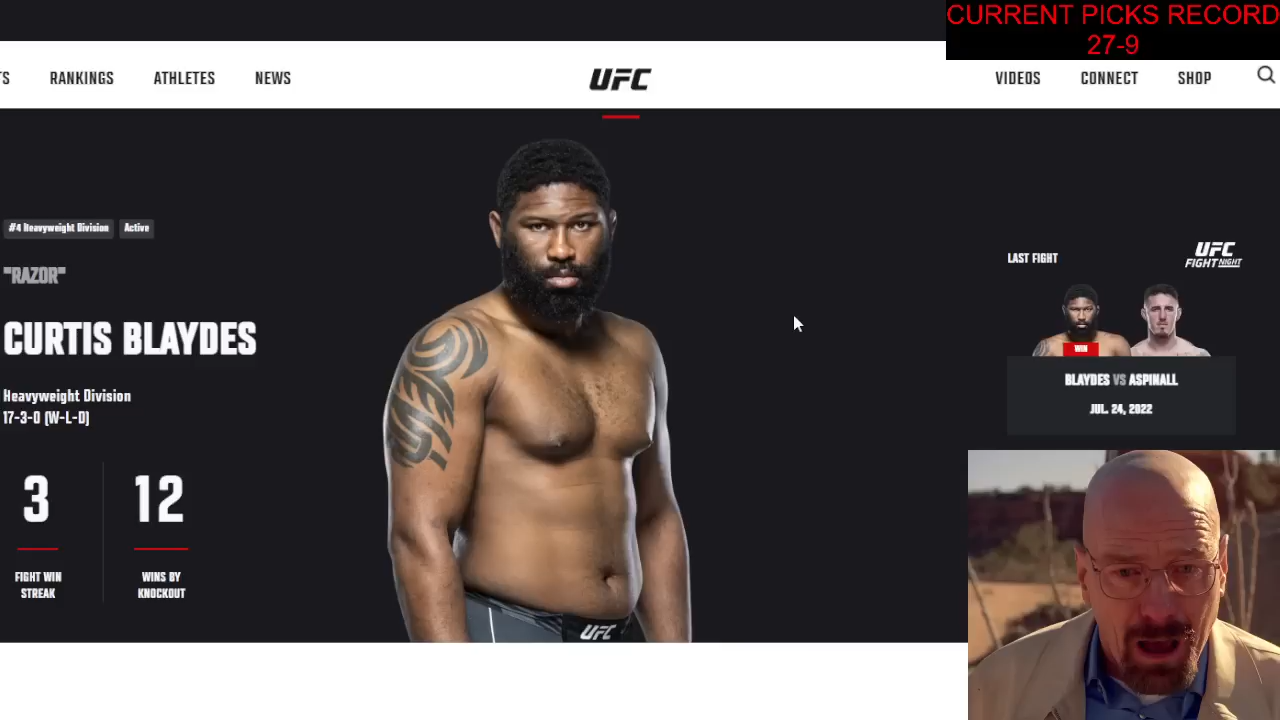 CURRENT PICKS RECORD
27-9
TS RANKINGS ATHLETES NEWS UFC VIDEOS CONNECT SHOP
#4 Heavyweight Division Active
"RAZOR"
CURTIS BLAYDES
Heavyweight Division
17-3-0 (W-L-D)
3 12
FIGHT WIN STREAK
WINS BY KNOCKOUT
UFC
LAST FIGHT
UFC
FIGHT NIGHT
WIN
BLAYDES VS ASPINALL
JUL. 24, 2022